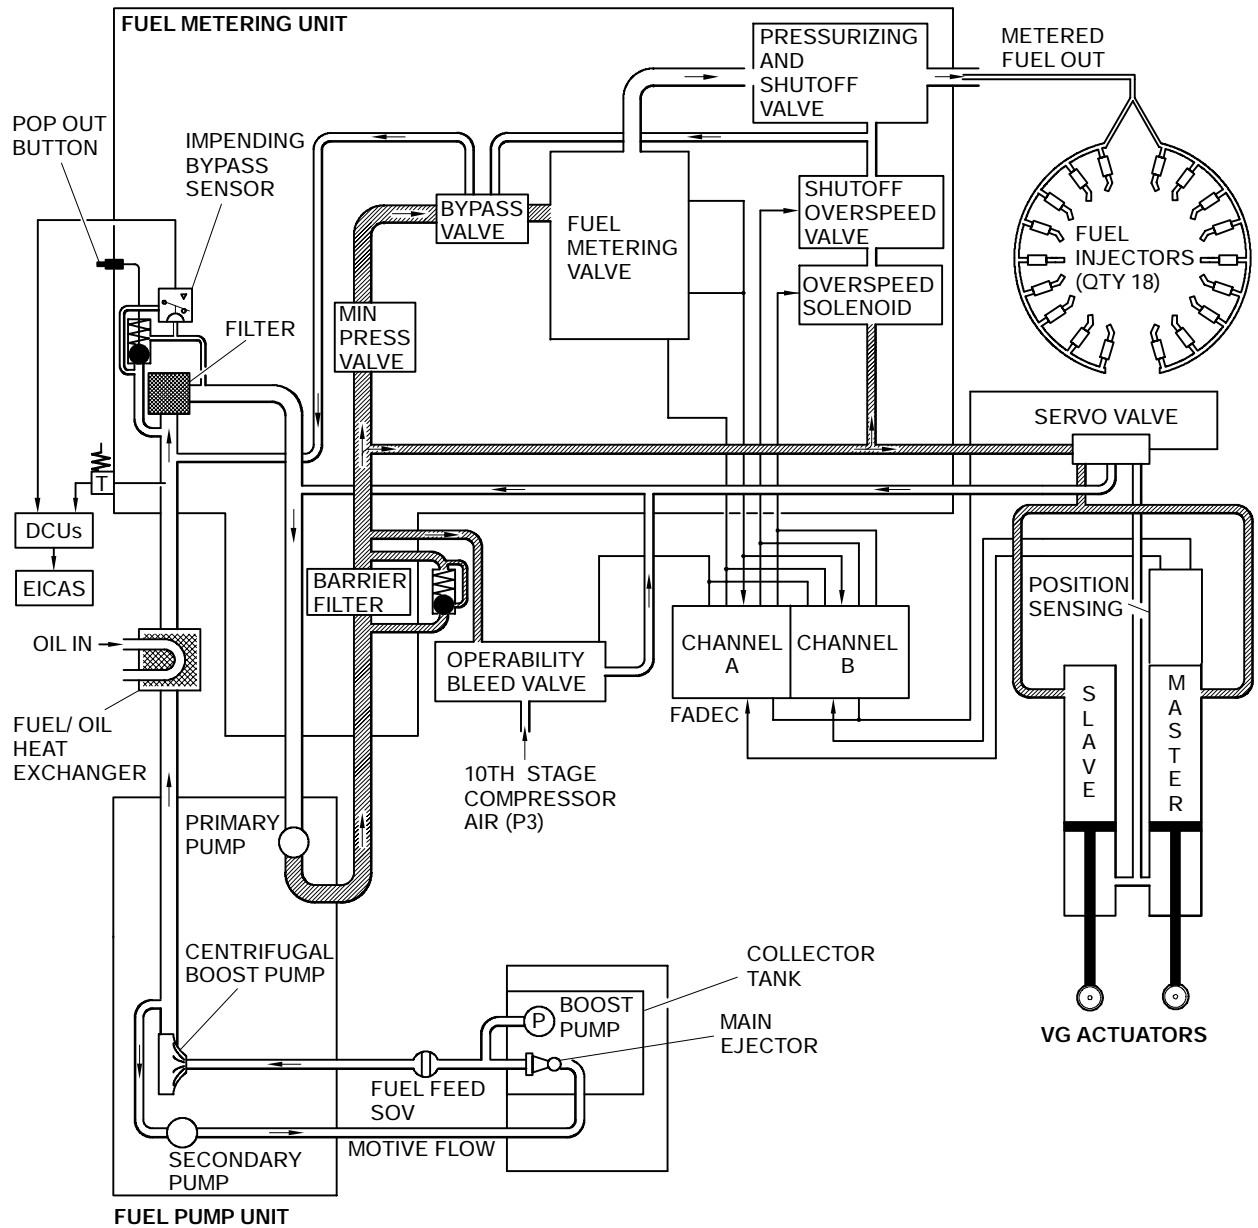 FUEL METERING UNIT
PRESSURIZING
AND
SHUTOFF
VALVE
METERED
FUEL OUT
POP OUT
BUTTON
IMPENDING
BYPASS
SENSOR
BYPASS
VALVE
FUEL
METERING
VALVE
SHUTOFF
OVERSPEED
VALVE
FUEL
INJECTORS
(QTY 18)
OVERSPEED
SOLENOID
MIN
PRESS
VALVE
FILTER
SERVO VALVE
T
DCUs
EICAS
BARRIER
FILTER
POSITION
SENSING
OIL IN
OPERABILITY
BLEED VALVE
CHANNEL
A
CHANNEL
B
FADEC
SLAVE
MASTER
FUEL/ OIL
HEAT
EXCHANGER
10TH STAGE
COMPRESSOR
AIR (P3)
PRIMARY
PUMP
CENTRIFUGAL
BOOST PUMP
COLLECTOR
TANK
BOOST
PUMP
P
MAIN
EJECTOR
VG ACTUATORS
FUEL FEED
SOV
MOTIVE FLOW
SECONDARY
PUMP
FUEL PUMP UNIT